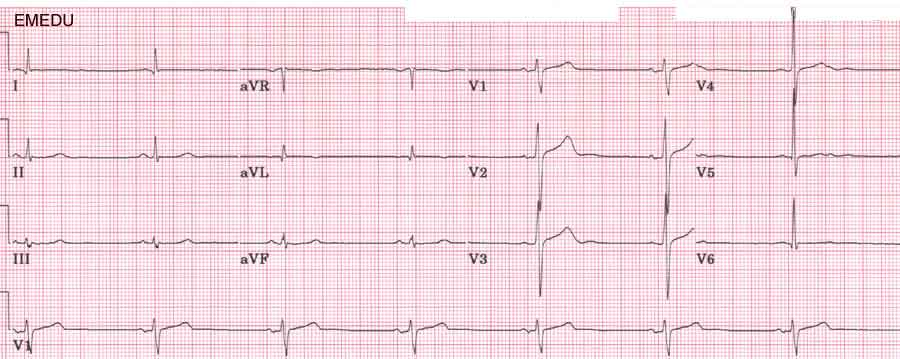 EMEDU
I aVR V1 V4
II aVL V2 V5
III aVF V3 V6
V1